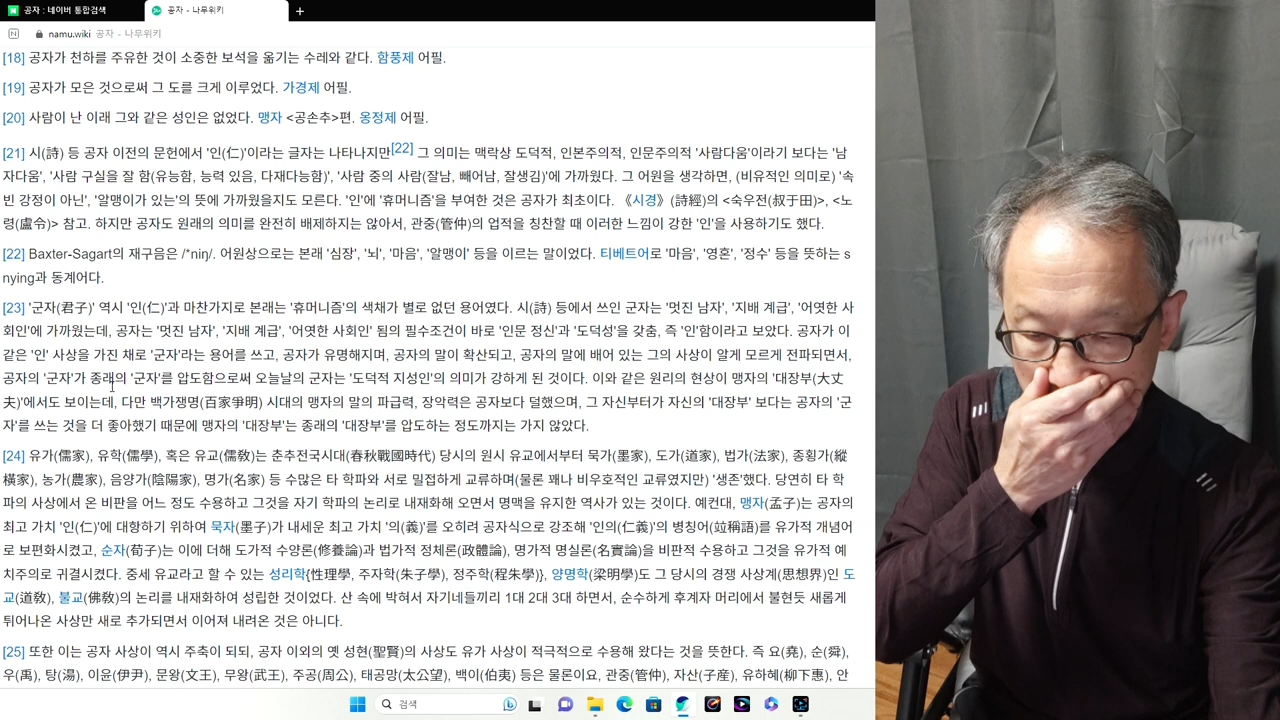 공자 : 네이버 통합검색
공자 - 나무위키
namu.wiki 공자 - 나무위키
[18] 공자가 천하를 주유한 것이 소중한 보석을 옮기는 수레와 같다. 함풍제 어필.
[19] 공자가 모은 것으로써 그 도를 크게 이루었다. 가경제 어필.
[20] 사람이 난 이래 그와 같은 성인은 없었다. 맹자 <공손추>편. 옹정제 어필.
[21] 시(詩) 등 공자 이전의 문헌에서 '인(仁)'이라는 글자는 나타나지만[22] 그 의미는 맥락상 도덕적, 인본주의적, 인문주의적 '사람다움'이라기 보다는 '남
자다움', '사람 구실을 잘 함(유능함, 능력 있음, 다재다능함)', '사람 중의 사람(잘남, 빼어남, 잘생김)'에 가까웠다. 그 어원을 생각하면, (비유적인 의미로) '속
빈 강정이 아닌', '알맹이가 있는'의 뜻에 가까웠을지도 모른다. '인'에 '휴머니즘'을 부여한 것은 공자가 최초이다. 《시경》(詩經)의 <숙우전(叔于田)>, <노
령(盧令)> 참고. 하지만 공자도 원래의 의미를 완전히 배제하지는 않아서, 관중(管仲)의 업적을 칭찬할 때 이러한 느낌이 강한 '인'을 사용하기도 했다.
[22] Baxter-Sagart의 재구음은 /*niŋ/. 어원상으로는 본래 '심장', '뇌', '마음', '알맹이' 등을 이르는 말이었다. 티베트어로 '마음', '영혼', '정수' 등을 뜻하는 s
nying과 동계어다.
[23] '군자(君子)' 역시 '인(仁)'과 마찬가지로 본래는 '휴머니즘'의 색채가 별로 없던 용어였다. 시(詩) 등에서 쓰인 군자는 '멋진 남자', '지배 계급', '어엿한 사
회인'에 가까웠는데, 공자는 '멋진 남자', '지배 계급', '어엿한 사회인' 됨의 필수조건이 바로 '인문 정신'과 '도덕성'을 갖춤, 즉 '인'함이라고 보았다. 공자가 이
같은 '인' 사상을 가진 채로 '군자'라는 용어를 쓰고, 공자가 유명해지며, 공자의 말이 확산되고, 공자의 말에 배어 있는 그의 사상이 알게 모르게 전파되면서,
공자의 '군자'가 종래의 '군자'를 압도함으로써 오늘날의 군자는 '도덕적 지성인'의 의미가 강하게 된 것이다. 이와 같은 원리의 현상이 맹자의 '대장부(大丈
夫)'에서도 보이는데, 다만 백가쟁명(百家爭明) 시대의 맹자의 말의 파급력, 장악력은 공자보다 덜했으며, 그 자신부터가 자신의 '대장부' 보다는 공자의 '군
자'를 쓰는 것을 더 좋아했기 때문에 맹자의 '대장부'는 종래의 '대장부'를 압도하는 정도까지는 가지 않았다.
[24] 유가(儒家), 유학(儒學), 혹은 유교(儒敎)는 춘추전국시대(春秋戰國時代) 당시의 원시 유교에서부터 묵가(墨家), 도가(道家), 법가(法家), 종횡가(縱
橫家), 농가(農家), 음양가(陰陽家), 명가(名家) 등 수많은 타 학파와 서로 밀접하게 교류하며(물론 꽤나 비우호적인 교류였지만) '생존'했다. 당연히 타 학
파의 사상에서 온 비판을 어느 정도 수용하고 그것을 자기 학파의 논리로 내재화해 오면서 명맥을 유지한 역사가 있는 것이다. 예컨대, 맹자(孟子)는 공자의
최고 가치 '인(仁)'에 대항하기 위하여 묵자(墨子)가 내세운 최고 가치 '의(義)'를 오히려 공자식으로 강조해 '인의(仁義)'의 병칭어(竝稱語)를 유가적 개념어
로 보편화시켰고, 순자(荀子)는 이에 더해 도가적 수양론(修養論)과 법가적 정체론(政體論), 명가적 명실론(名實論)을 비판적 수용하고 그것을 유가적 예
치주의로 귀결시켰다. 중세 유교라고 할 수 있는 성리학{性理學, 주자학(朱子學), 정주학(程朱學)}, 양명학(梁明學)도 그 당시의 경쟁 사상계(思想界)인 도
교(道敎), 불교(佛敎)의 논리를 내재화하여 성립한 것이었다. 산 속에 박혀서 자기네들끼리 1대 2대 3대 하면서, 순수하게 후계자 머리에서 불현듯 새롭게
튀어나온 사상만 새로 추가되면서 이어져 내려온 것은 아니다.
[25] 또한 이는 공자 사상이 역시 주축이 되되, 공자 이외의 옛 성현(聖賢)의 사상도 유가 사상이 적극적으로 수용해 왔다는 것을 뜻한다. 즉 요(堯), 순(舜),
우(禹), 탕(湯), 이윤(伊尹), 문왕(文王), 무왕(武王), 주공(周公), 태공망(太公望), 백이(伯夷) 등은 물론이요, 관중(管仲), 자산(子産), 유하혜(柳下惠), 안
검색